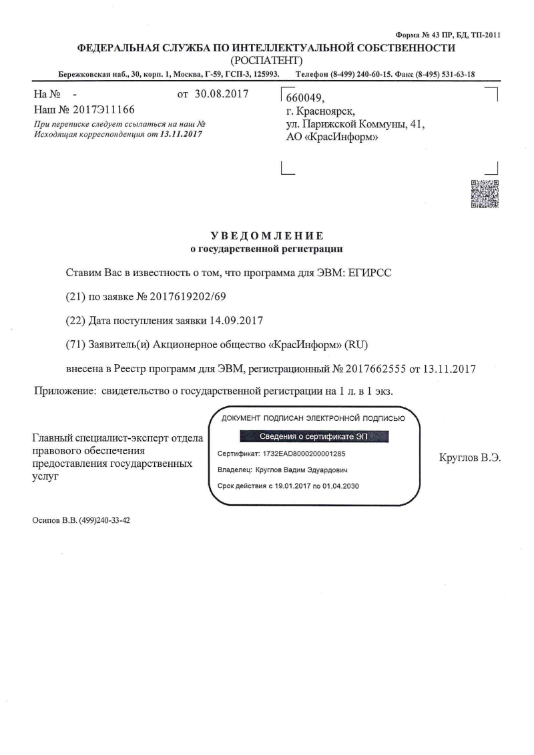 Форма № 43 ПР, БД, ТП-2011
ФЕДЕРАЛЬНАЯ СЛУЖБА ПО ИНТЕЛЛЕКТУАЛЬНОЙ СОБСТВЕННОСТИ
(РОСПАТЕНТ)
Бережковская наб., 30, корп. 1, Москва, Г-59, ГСП-3, 125993. Телефон (8-499) 240-60-15. Факс (8-495) 531-63-18
На № - от 30.08.2017
Наш № 2017Э11166
При переписке следует ссылаться на наш №
Исходящая корреспонденция от 13.11.2017
660049,
г. Красноярск,
ул. Парижской Коммуны, 41,
АО «КрасИнформ»
УВЕДОМЛЕНИЕ
о государственной регистрации
Ставим Вас в известность о том, что программа для ЭВМ: ЕГИРСС
(21) по заявке № 2017619202/69
(22) Дата поступления заявки 14.09.2017
(71) Заявитель(и) Акционерное общество «КрасИнформ» (RU)
внесена в Реестр программ для ЭВМ, регистрационный № 2017662555 от 13.11.2017
Приложение: свидетельство о государственной регистрации на 1 л. в 1 экз.
Главный специалист-эксперт отдела
правового обеспечения
предоставления государственных
услуг
ДОКУМЕНТ ПОДПИСАН ЭЛЕКТРОННОЙ ПОДПИСЬЮ
Сведения о сертификате ЭП
Сертификат: 1732EAD8000200001285
Владелец: Круглов Вадим Эдуардович
Срок действия с 19.01.2017 по 01.04.2030
Круглов В.Э.
Осипов В.В. (499)240-33-42